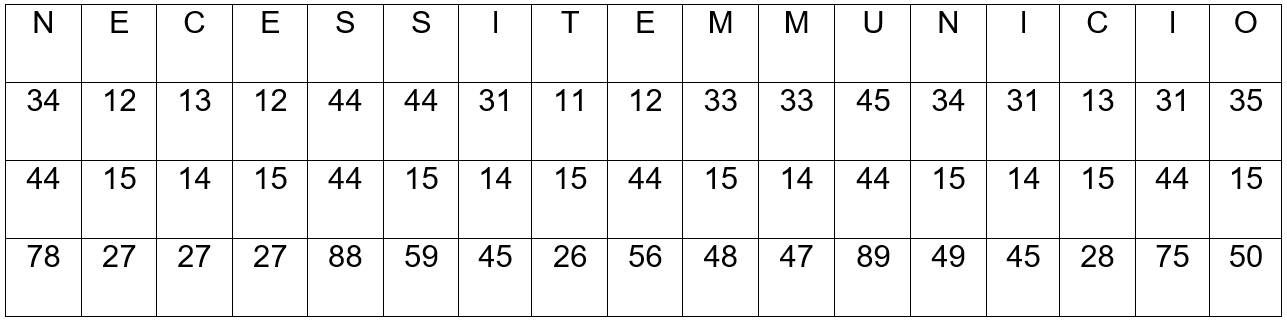 N E C E S S I T E M M U N I C I O
34 12 13 12 44 44 31 11 12 33 33 45 34 31 13 31 35
44 15 14 15 44 15 14 15 44 15 14 44 15 14 15 44 15
78 27 27 27 88 59 45 26 56 48 47 89 49 45 28 75 50